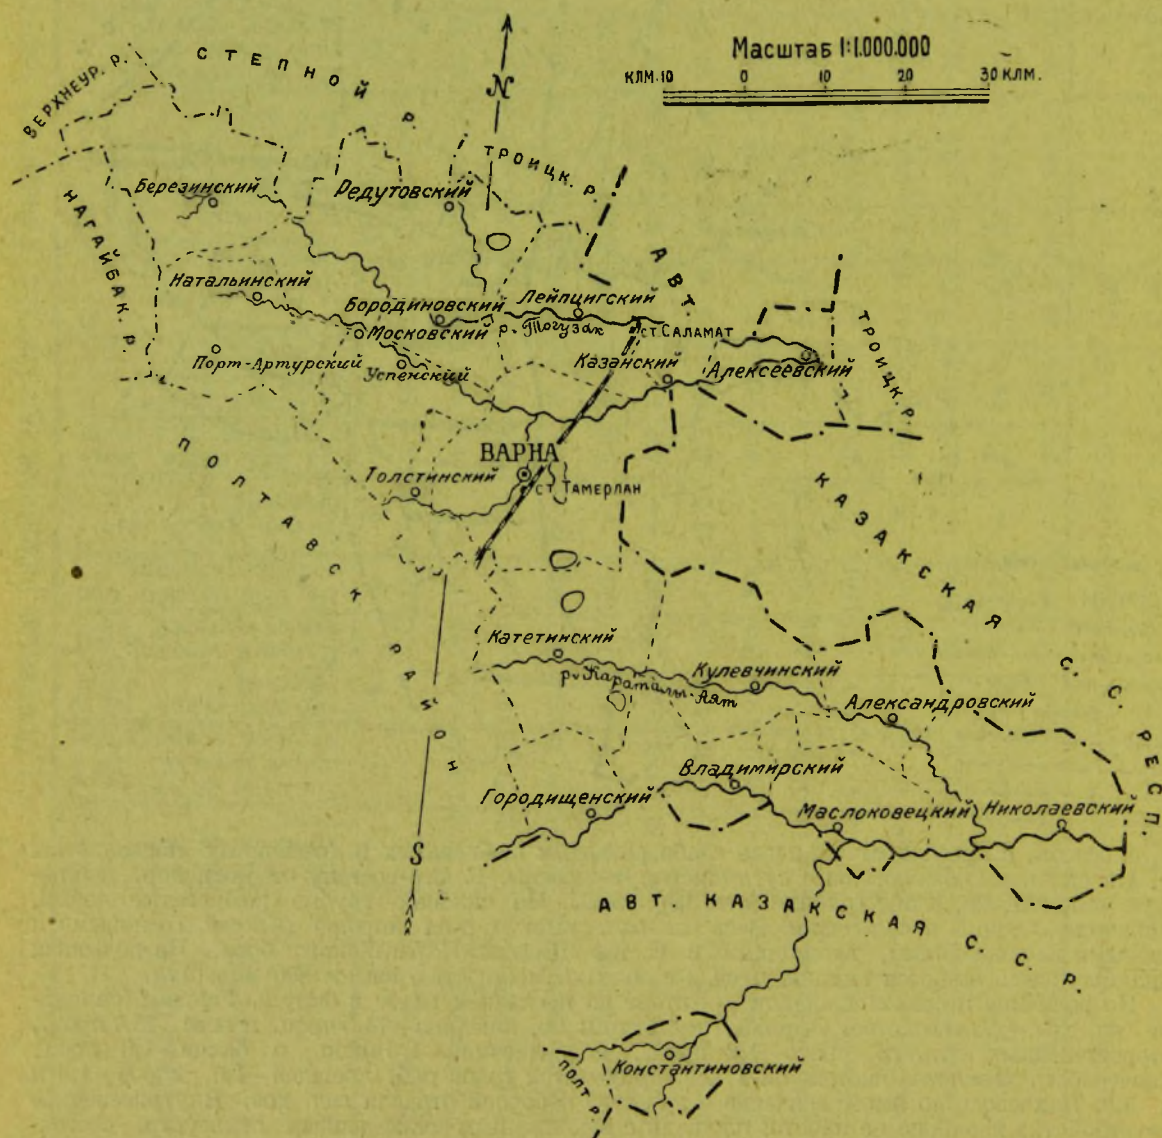 Масштаб 1:1.000.000
КЛМ.10 0 10 20 30 КЛМ.
ВЕРХНЕУР. Р.
СТЕПНОЙ Р.
N
ТРОИЦК. Р.
НАГАЙБАК. Р.
Березинский
Редутовский
Натальинский
Бородиновский
Лейпцигский
АВТ.
р. Тогузак
ст. САЛАМАТ
Московский
ТРОИЦК. Р.
Порт-Артурский
Успенский
Казанский
Алексеевский
ВАРНА
Толстинский
ст. ТАМЕРЛАН
ПОЛТАВСК РАЙОН
КАЗАКСКАЯ
С. С. РЕСП.
Катетинский
Кулевчинский
р. Караталы-Аят
Александровский
Владимирский
Городищенский
Маслоковецкий
Николаевский
S
АВТ. КАЗАКСКАЯ С. С. Р.
Константиновский
ПОЛТ Р.